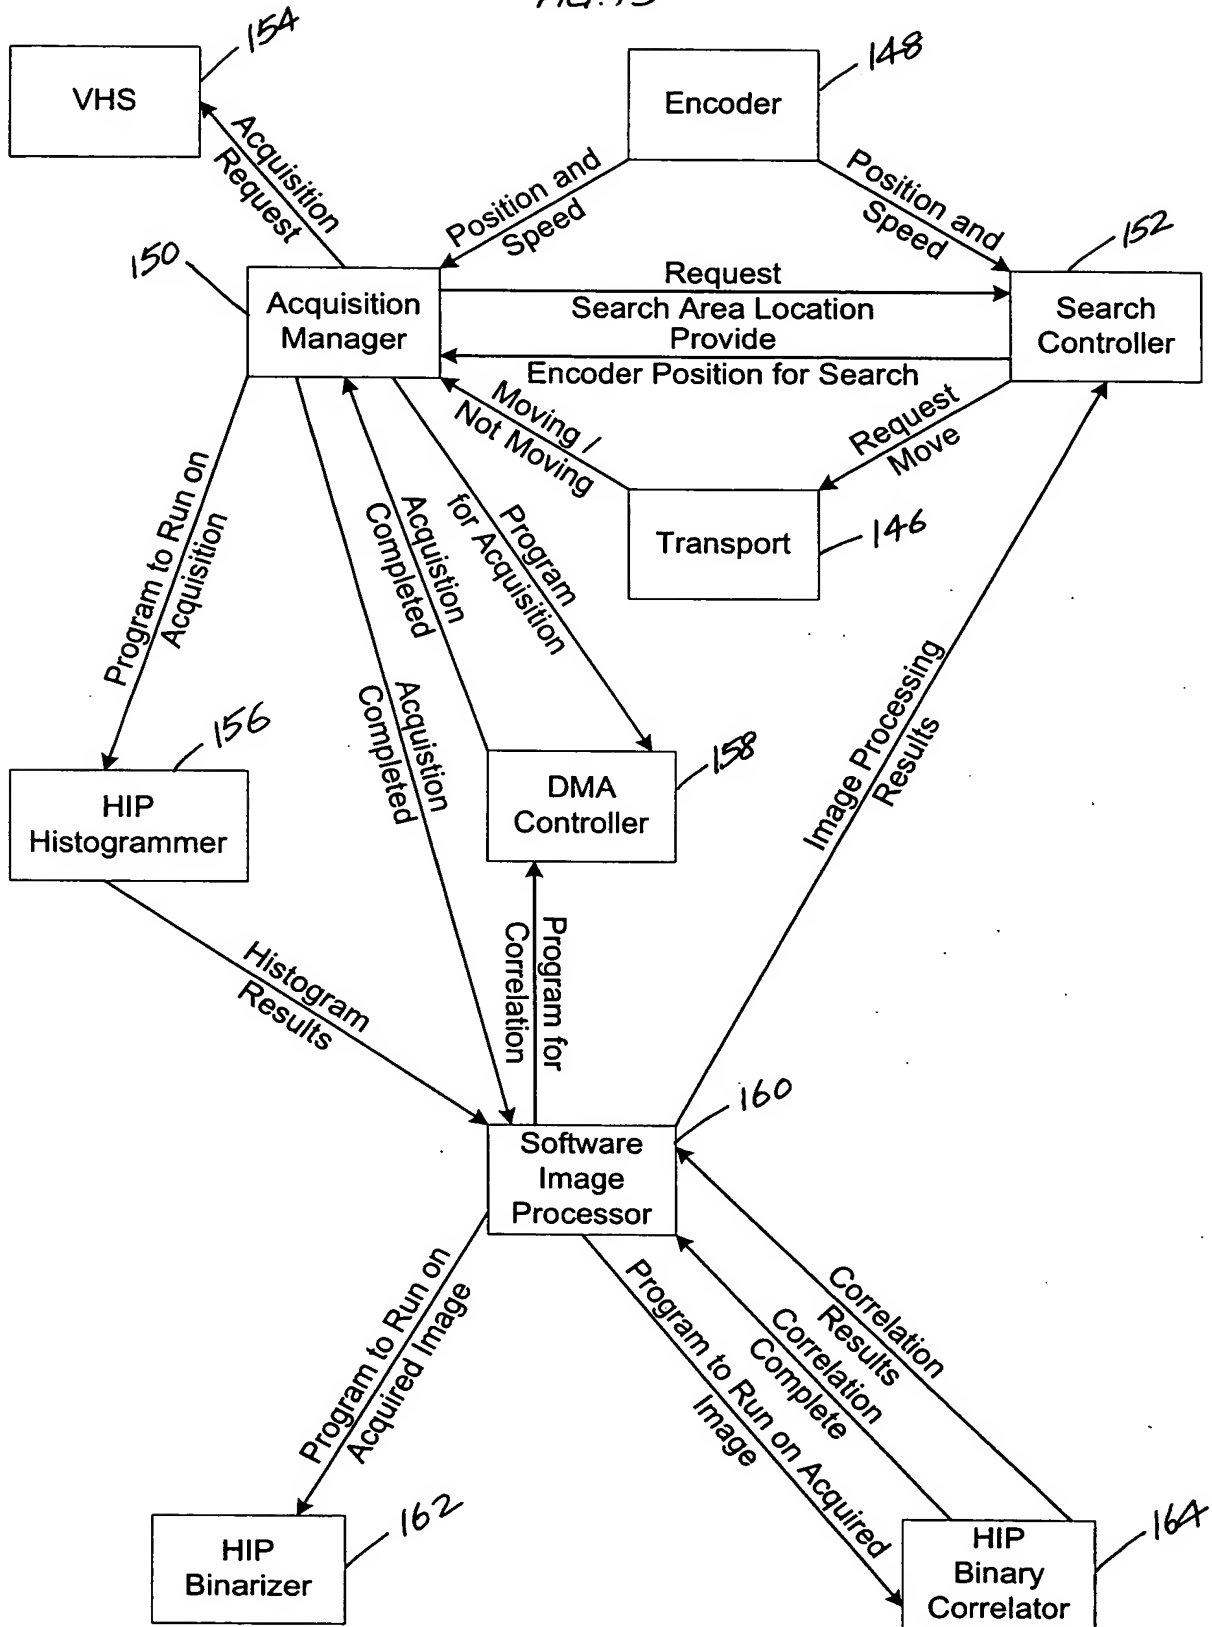 154
VHS
Encoder
148
Acquisition
Request
Position and
Speed
Position and
Speed
150
152
Acquisition
Manager
Request
Search Area Location
Provide
Encoder Position for Search
Search
Controller
Moving /
Not Moving
Request
Move
Transport
146
Program to Run on
Acquisition
Acquistion
Completed
Program
for Acquisition
Acquistion
Completed
156
HIP
Histogrammer
158
DMA
Controller
Image Processing
Results
Histogram
Results
Program for
Correlation
160
Software
Image
Processor
Program to Run on
Acquired Image
Program to Run on Acquired
Image
Correlation
Complete
Correlation
Results
162
HIP
Binarizer
164
HIP
Binary
Correlator